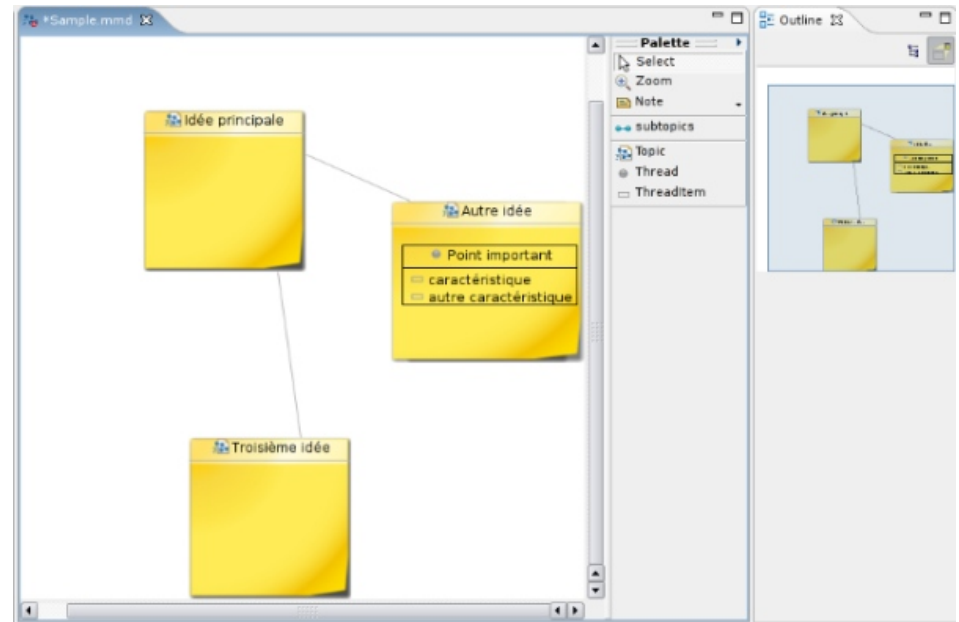 *Sample.mmd
Idée principale
Autre idée
Point important
caractéristique
autre caractéristique
Troisième idée
Palette
Select
Zoom
Note
subtopics
Topic
Thread
ThreadItem
Outline